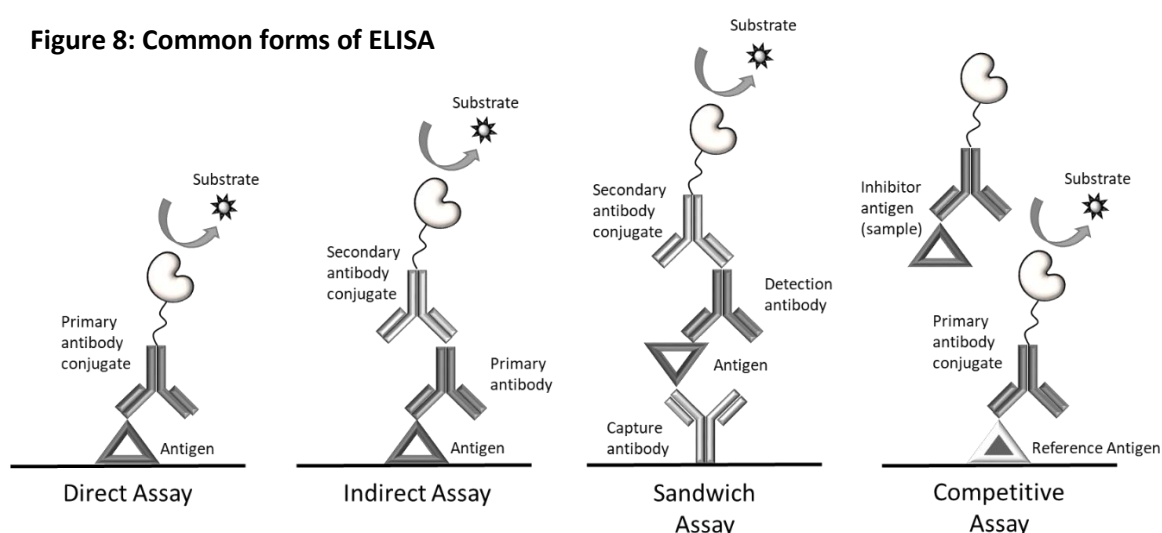 Figure 8: Common forms of ELISA
Substrate
Primary
antibody
conjugate
Antigen
Direct Assay
Substrate
Secondary
antibody
conjugate
Primary
antibody
Antigen
Indirect Assay
Substrate
Secondary
antibody
conjugate
Detection
antibody
Antigen
Capture
antibody
Sandwich
Assay
Inhibitor
antigen
(sample)
Substrate
Primary
antibody
conjugate
Reference Antigen
Competitive
Assay